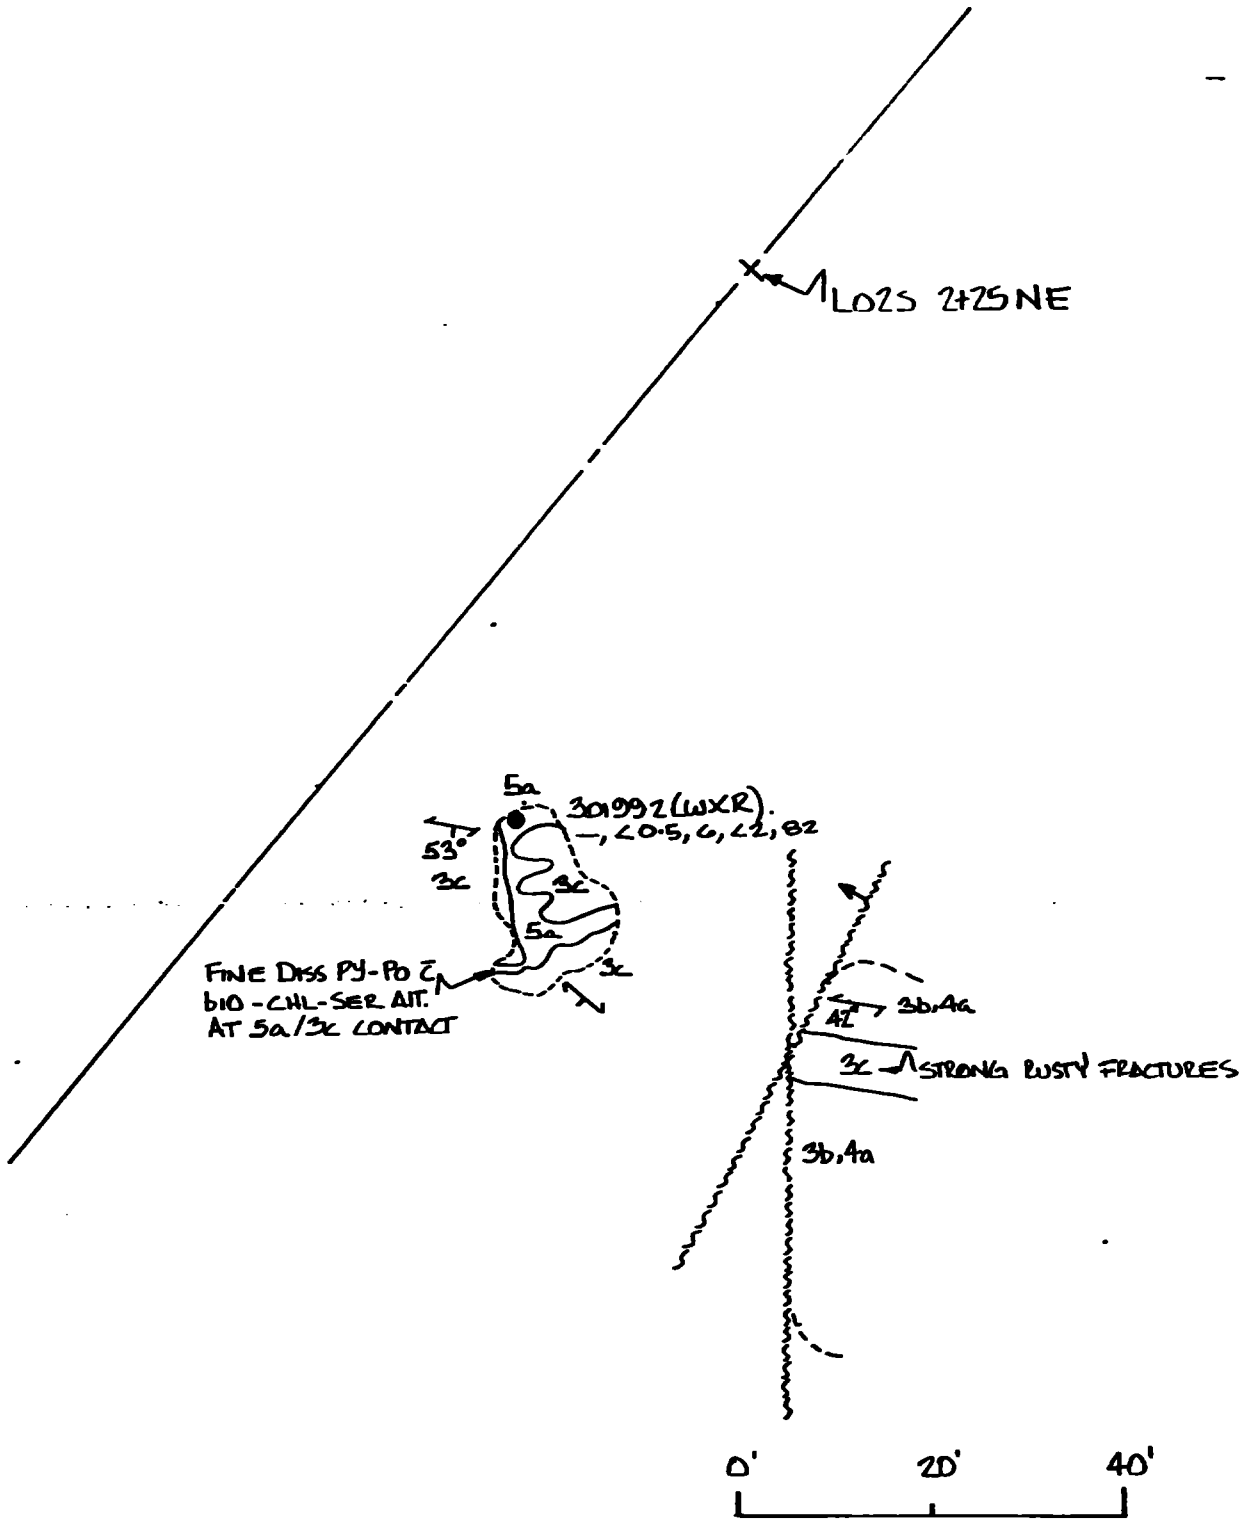 L02S 2+25NE
5a
301992(WXR).
—, <0.5, 6, <2, 82
53°
3c
3c
5a
3c
FINE DISS PY-PO C̄
bIO-CHL-SER AIT.
AT 5a/3c CONTACT
3b,4a
42°
3c STRONG RUSTY FRACTURES
3b,4a
0' 20' 40'